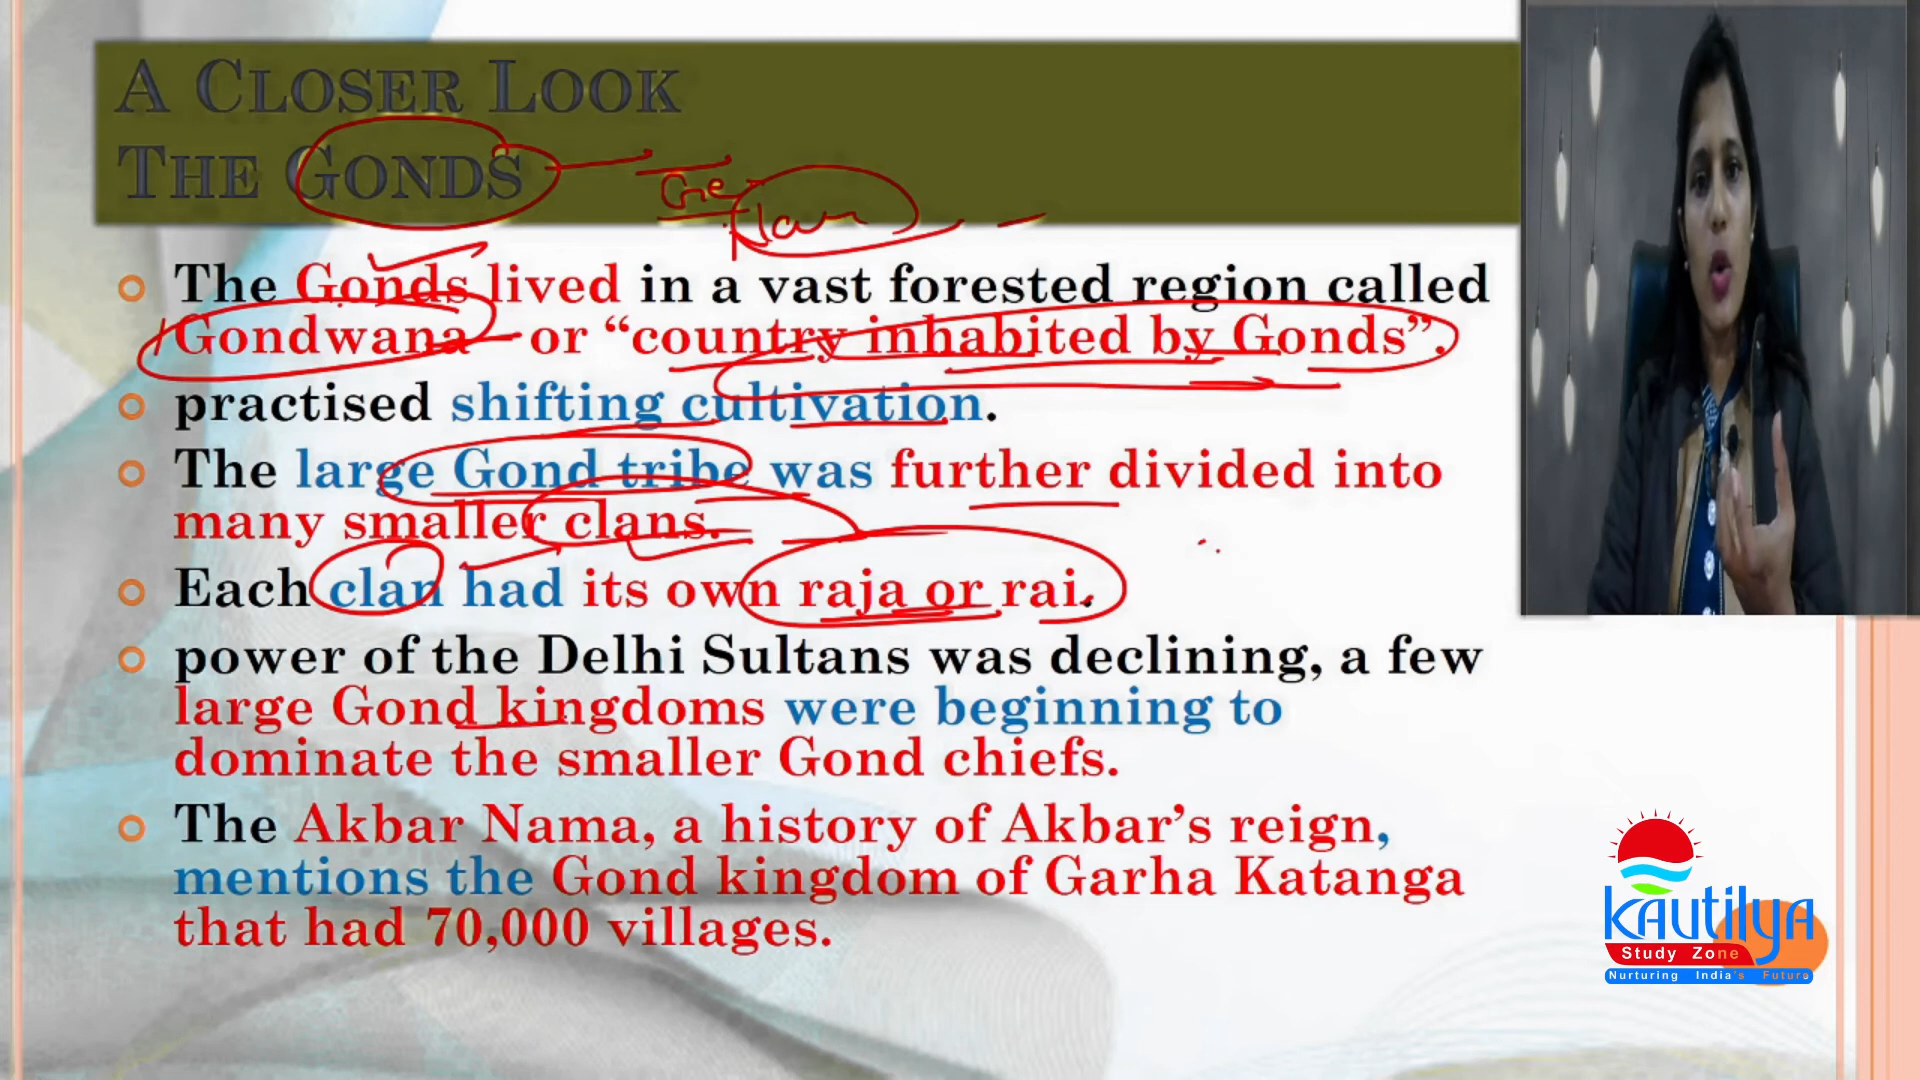 A CLOSER LOOK
THE GONDS
The Gonds lived in a vast forested region called
Gondwana – or “country inhabited by Gonds”.
practised shifting cultivation.
The large Gond tribe was further divided into
many smaller clans.
Each clan had its own raja or rai.
power of the Delhi Sultans was declining, a few
large Gond kingdoms were beginning to
dominate the smaller Gond chiefs.
The Akbar Nama, a history of Akbar’s reign,
mentions the Gond kingdom of Garha Katanga
that had 70,000 villages.
Kautilya
Study Zone
Nurturing India's Future